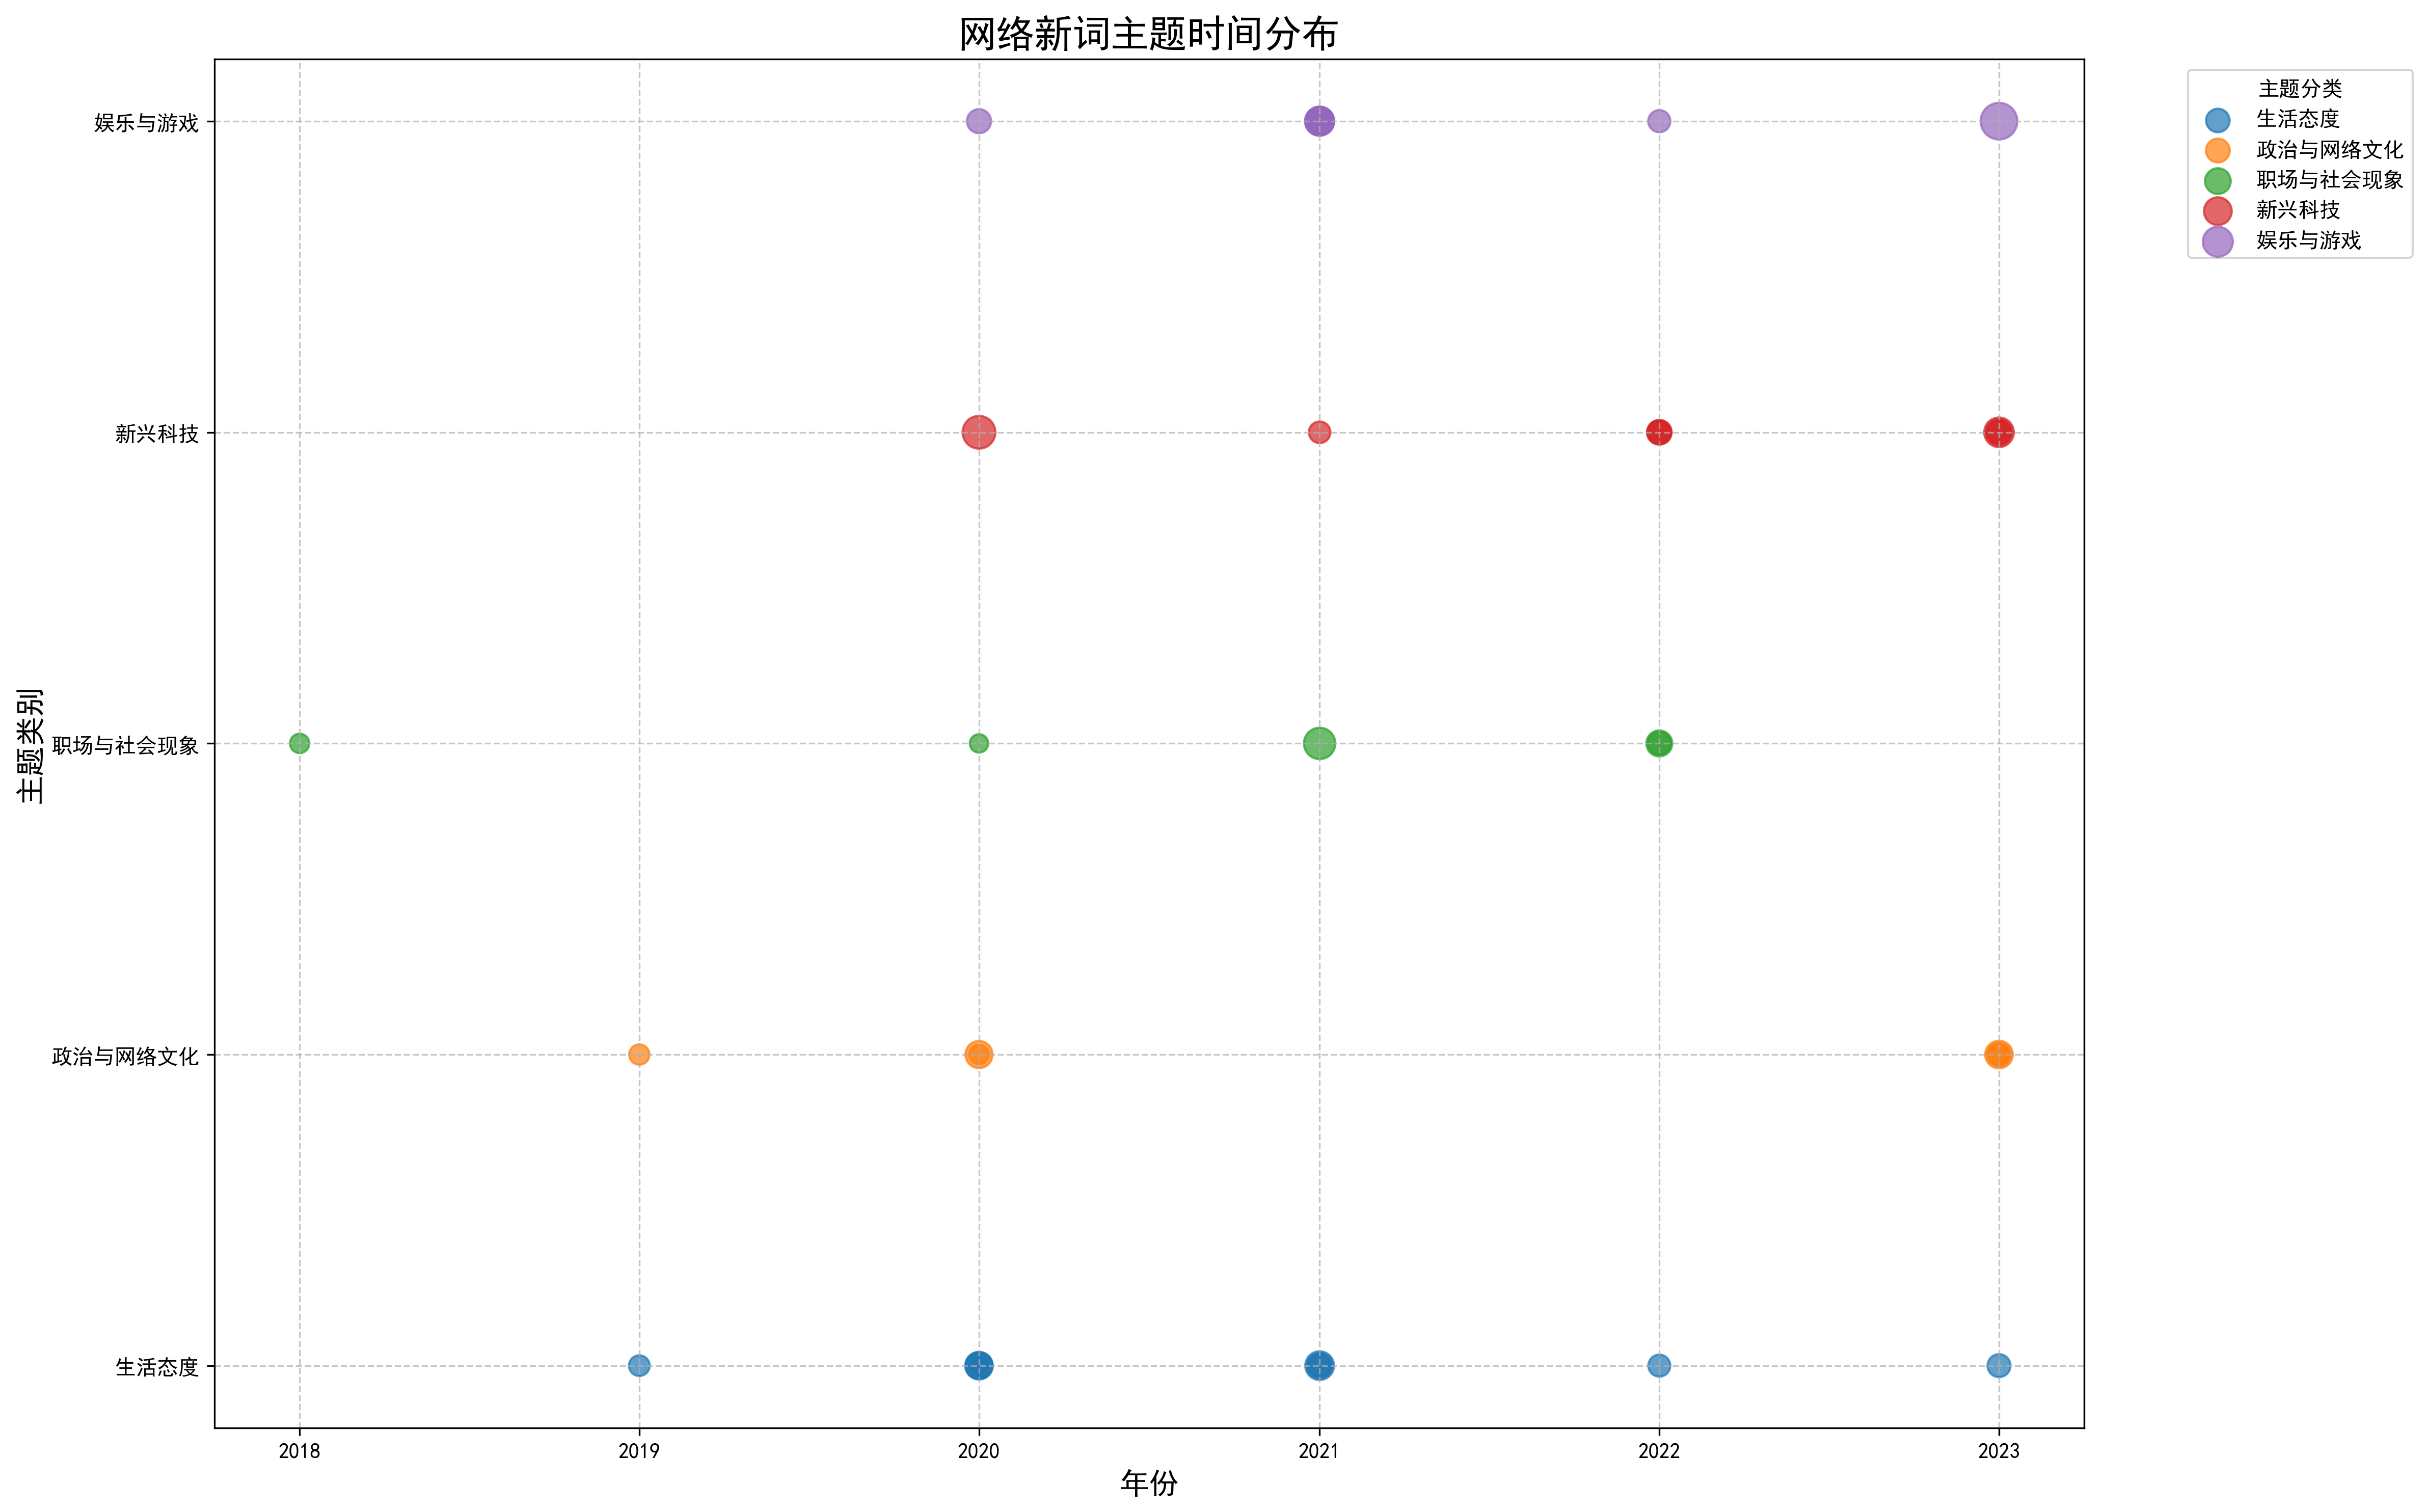 网络新词主题时间分布
主题分类
生活态度
政治与网络文化
职场与社会现象
新兴科技
娱乐与游戏
主题类别
娱乐与游戏
新兴科技
职场与社会现象
政治与网络文化
生活态度
2018 2019 2020 2021 2022 2023
年份